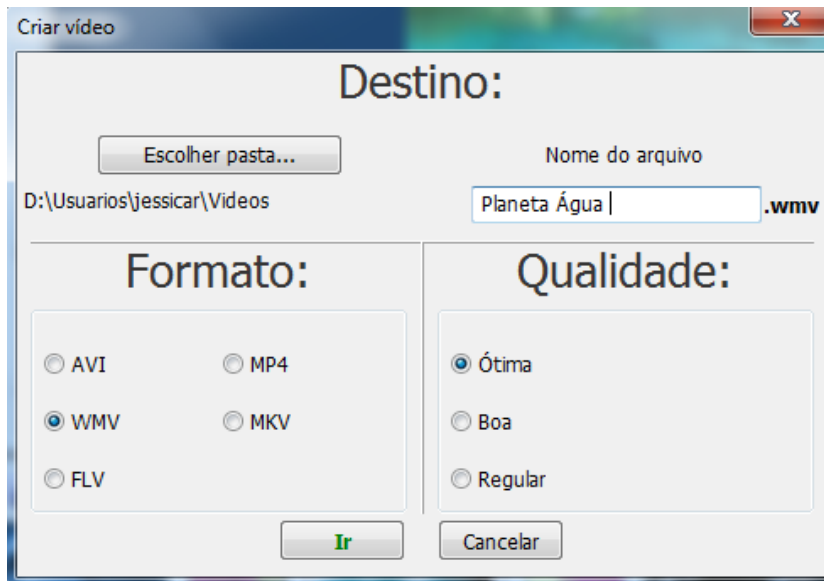 Criar vídeo
Destino:
Escolher pasta...
Nome do arquivo
D:\Usuarios\jessicar\Videos
Planeta Água .wmv
Formato:
Qualidade:
AVI
MP4
WMV
MKV
FLV
Ótima
Boa
Regular
Ir
Cancelar